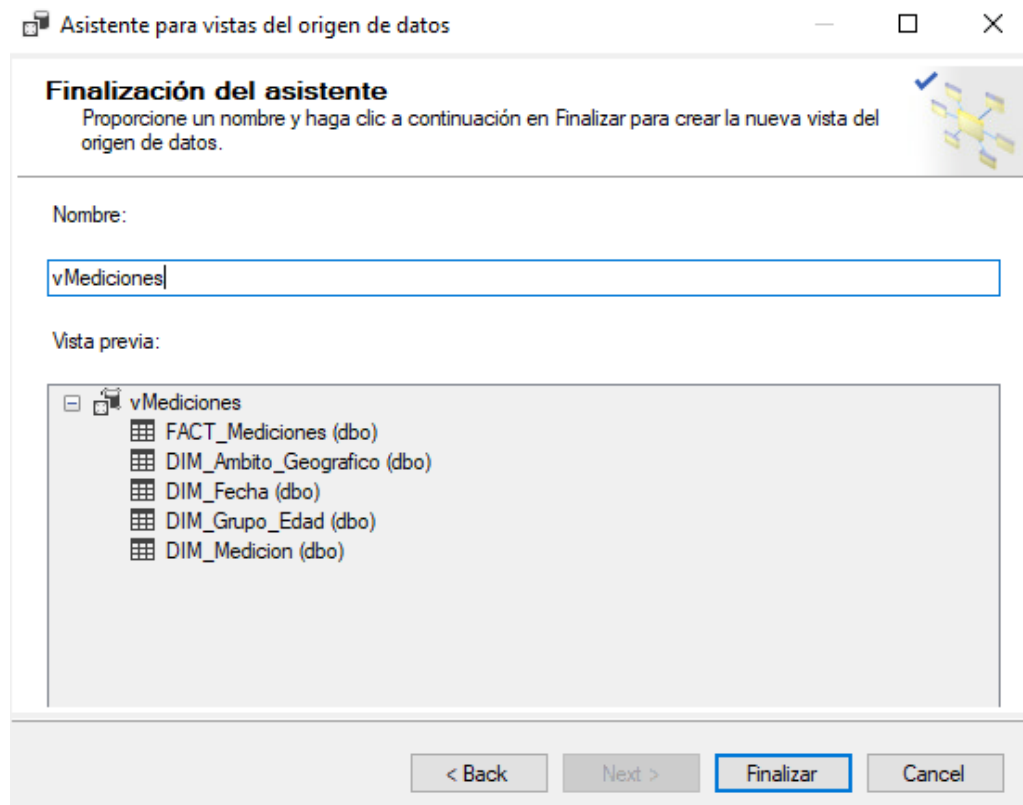 Asistente para vistas del origen de datos
Finalización del asistente
Proporcione un nombre y haga clic a continuación en Finalizar para crear la nueva vista del
origen de datos.
Nombre:
vMediciones
Vista previa:
vMediciones
FACT_Mediciones (dbo)
DIM_Ambito_Geografico (dbo)
DIM_Fecha (dbo)
DIM_Grupo_Edad (dbo)
DIM_Medicion (dbo)
< Back Next > Finalizar Cancel